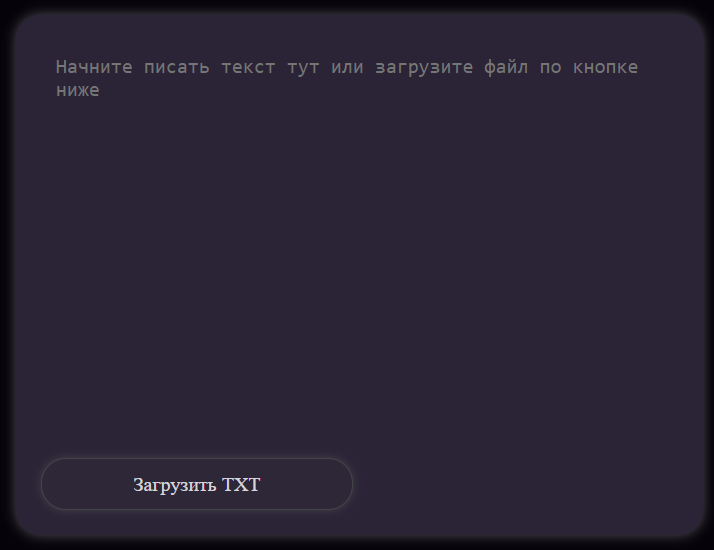 Начните писать текст тут или загрузите файл по кнопке
ниже
Загрузить TXT